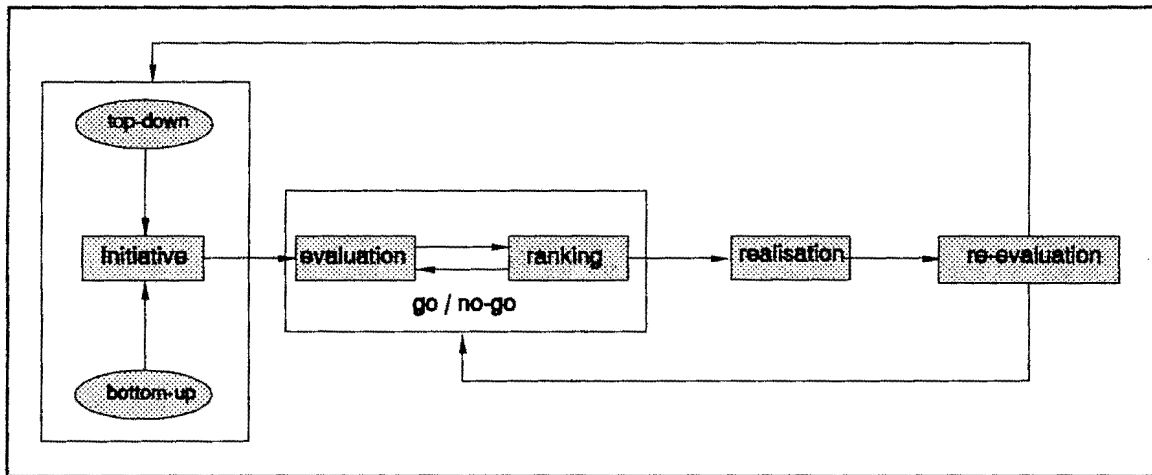 top-down
Initiative
evaluation
ranking
go / no-go
realisation
re-evaluation
bottom-up